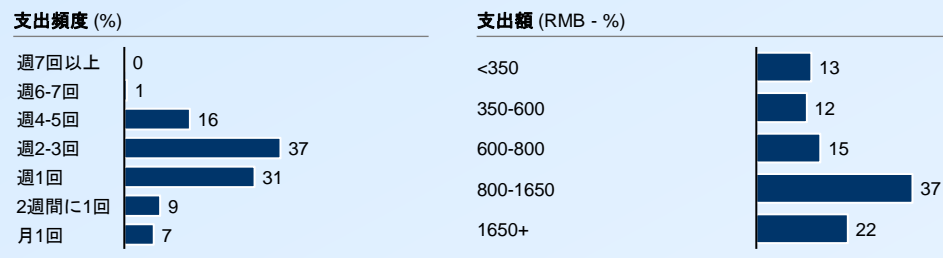 支出頻度 (%)
週7回以上 0
週6-7回 1
週4-5回 16
週2-3回 37
週1回 31
2週間に1回 9
月1回 7
支出額 (RMB - %)
<350 13
350-600 12
600-800 15
800-1650 37
1650+ 22